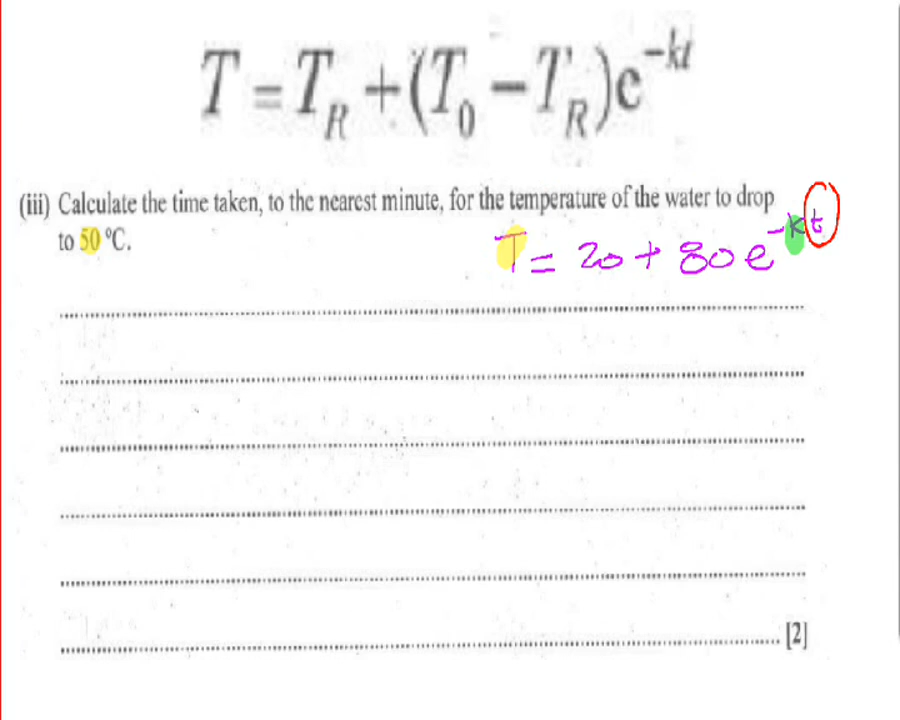 T = T_R + (T_0 − T_R)e^{−kt}
(iii) Calculate the time taken, to the nearest minute, for the temperature of the water to drop
to 50 °C.
T = 20 + 80 e^{-kt}
[2]